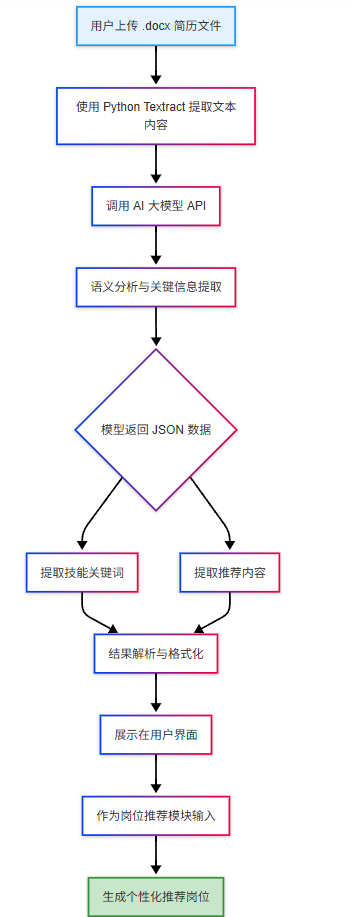 用户上传 .docx 简历文件
使用 Python Textract 提取文本
内容
调用 AI 大模型 API
语义分析与关键信息提取
模型返回 JSON 数据
提取技能关键词
提取推荐内容
结果解析与格式化
展示在用户界面
作为岗位推荐模块输入
生成个性化推荐岗位